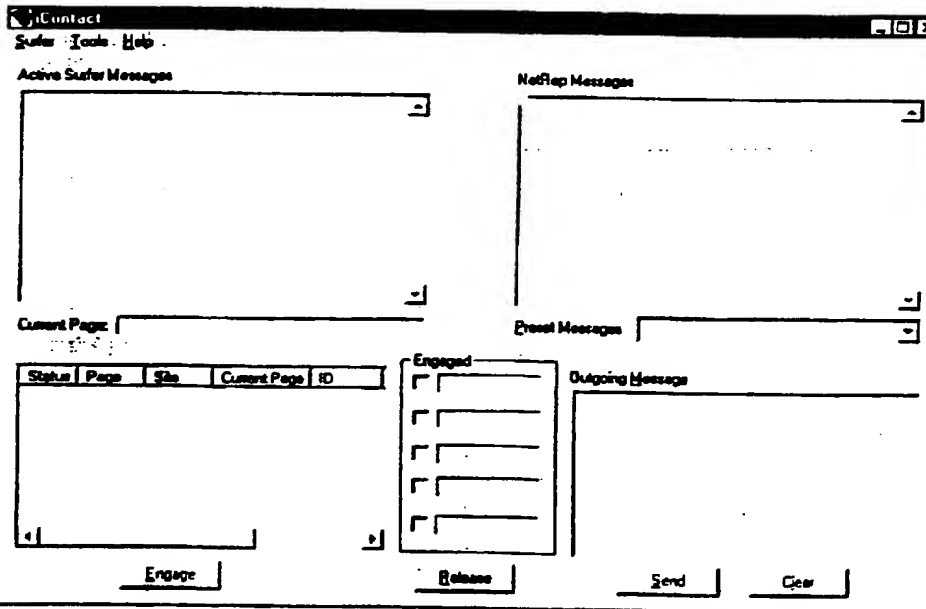 iContact
Surfer Tools Help
Active Surfer Messages
NetRep Messages
Current Page:
Preset Messages
Status Page Site Current Page ID
Engaged
Outgoing Message
Engage
Release
Send
Clear